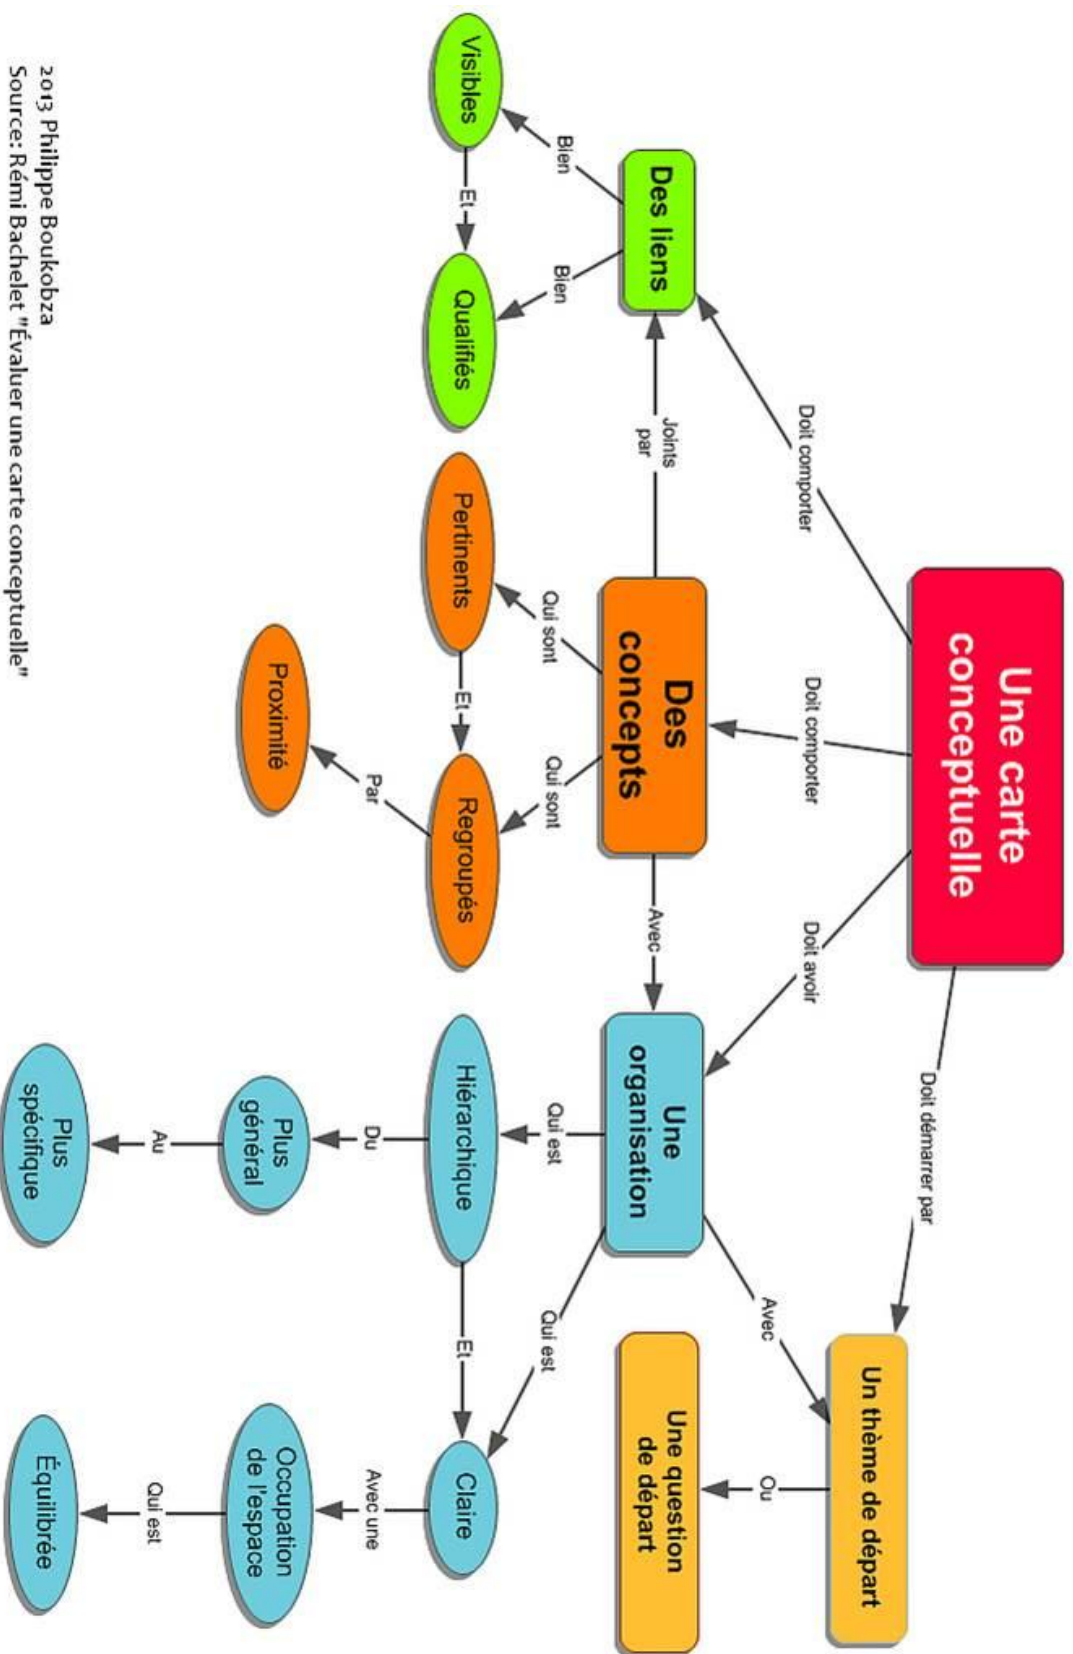 Une carte
conceptuelle
Doit comporter
Doit comporter
Doit avoir
Doit démarrer par
Un thème de départ
Ou
Une question
de départ
Avec
Des liens
Joints
par
Des
concepts
Avec
Une
organisation
Bien
Bien
Qui sont
Qui sont
Qui est
Qui est
Visibles
Et
Qualifiés
Pertinents
Et
Regroupés
Hiérarchique
Et
Claire
Par
Du
Avec une
Proximité
Plus
général
Occupation
de l'espace
Au
Qui est
Plus
spécifique
Équilibrée
2013 Philippe Boukobza
Source: Rémi Bachelet "Évaluer une carte conceptuelle"